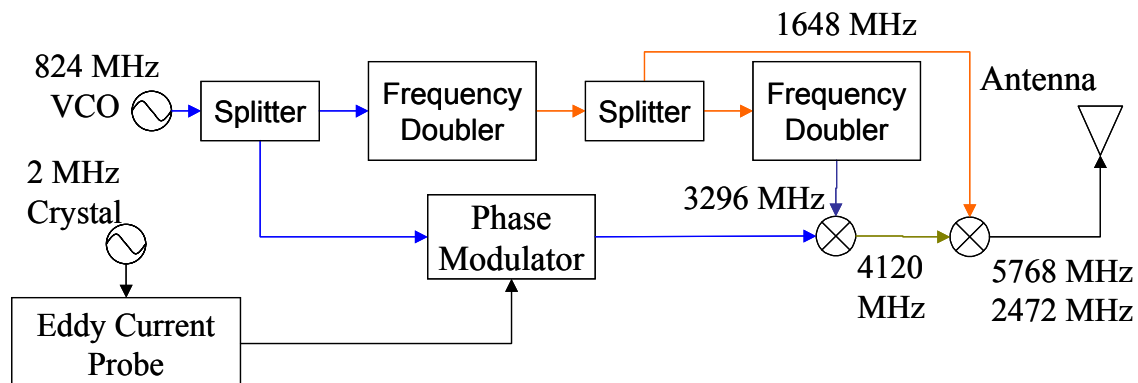 1648 MHz
824 MHz
VCO
Splitter
Frequency
Doubler
Splitter
Frequency
Doubler
Antenna
2 MHz
Crystal
3296 MHz
Phase
Modulator
4120
MHz
5768 MHz
2472 MHz
Eddy Current
Probe